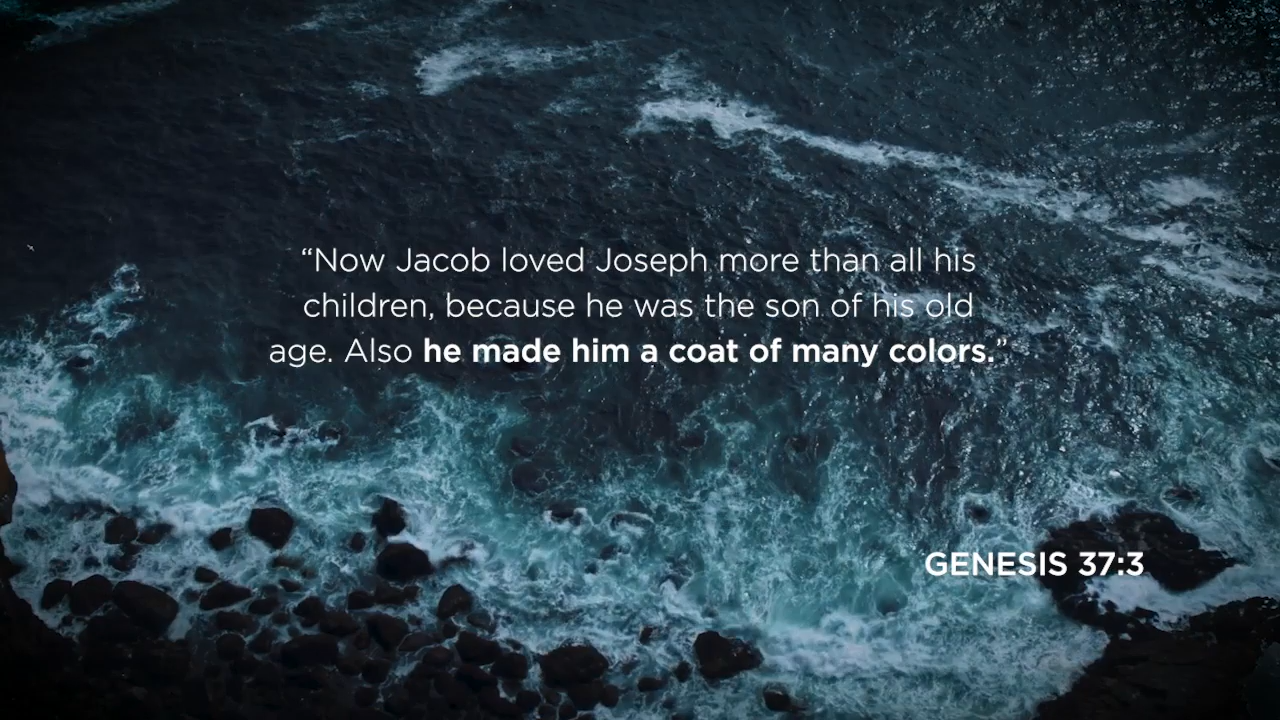 “Now Jacob loved Joseph more than all his
children, because he was the son of his old
age. Also he made him a coat of many colors.”
GENESIS 37:3